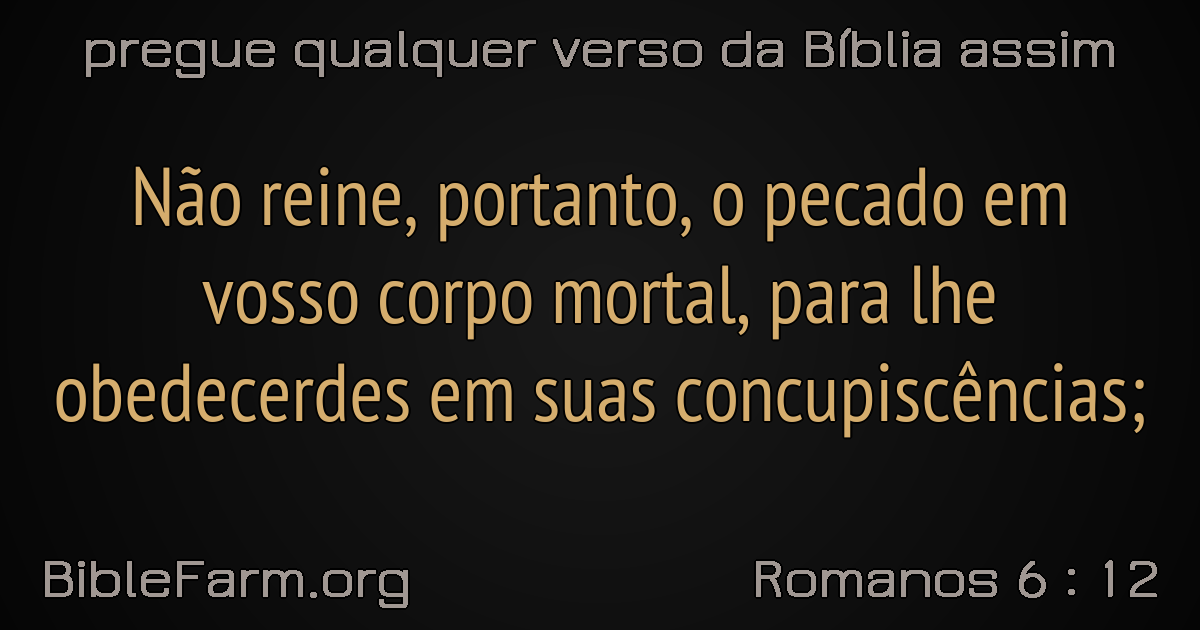 pregue qualquer verso da Bíblia assim
Não reine, portanto, o pecado em
vosso corpo mortal, para lhe
obedecerdes em suas concupiscências;
BibleFarm.org
Romanos 6 : 12